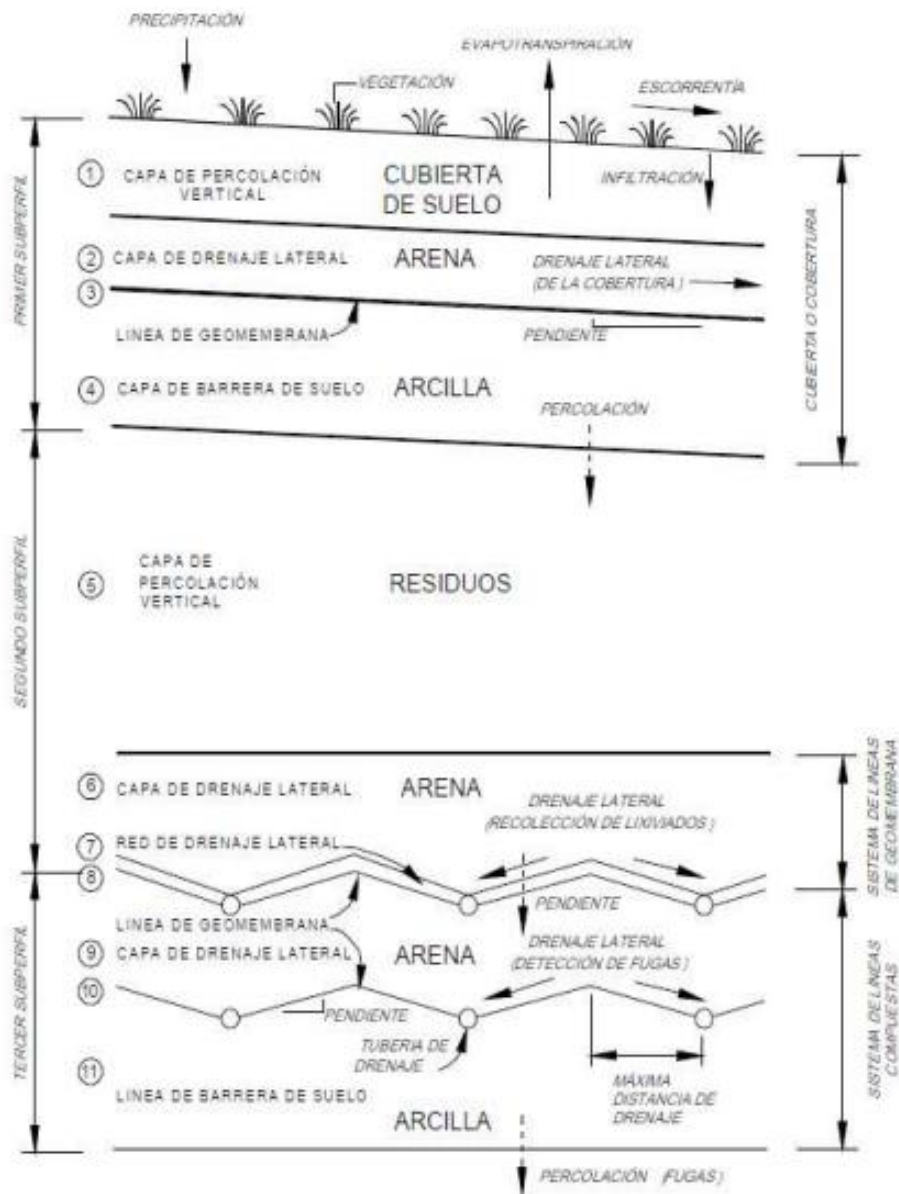 PRECIPITACIÓN
EVAPOTRANSPIRACIÓN
VEGETACIÓN
ESCORRENTÍA
PRIMER SUBPERFIL
1
CAPA DE PERCOLACIÓN
VERTICAL
CUBIERTA
DE SUELO
INFILTRACIÓN
2
CAPA DE DRENAJE LATERAL
ARENA
DRENAJE LATERAL
(DE LA COBERTURA)
3
LINEA DE GEOMEMBRANA
PENDIENTE
4
CAPA DE BARRERA DE SUELO
ARCILLA
PERCOLACIÓN
CUBIERTA O COBERTURA
SEGUNDO SUBPERFIL
5
CAPA DE
PERCOLACIÓN
VERTICAL
RESIDUOS
6
CAPA DE DRENAJE LATERAL
ARENA
DRENAJE LATERAL
(RECOLECCIÓN DE LIXIVIADOS)
SISTEMA DE LINEAS
DE GEOMEMBRANA
7
RED DE DRENAJE LATERAL
8
PENDIENTE
LINEA DE GEOMEMBRANA
TERCER SUBPERFIL
9
CAPA DE DRENAJE LATERAL
ARENA
DRENAJE LATERAL
(DETECCIÓN DE FUGAS)
10
PENDIENTE
TUBERIA DE
DRENAJE
MÁXIMA
DISTANCIA DE
DRENAJE
SISTEMA DE LINEAS
COMPUESTAS
11
LINEA DE BARRERA DE SUELO
ARCILLA
PERCOLACIÓN (FUGAS)